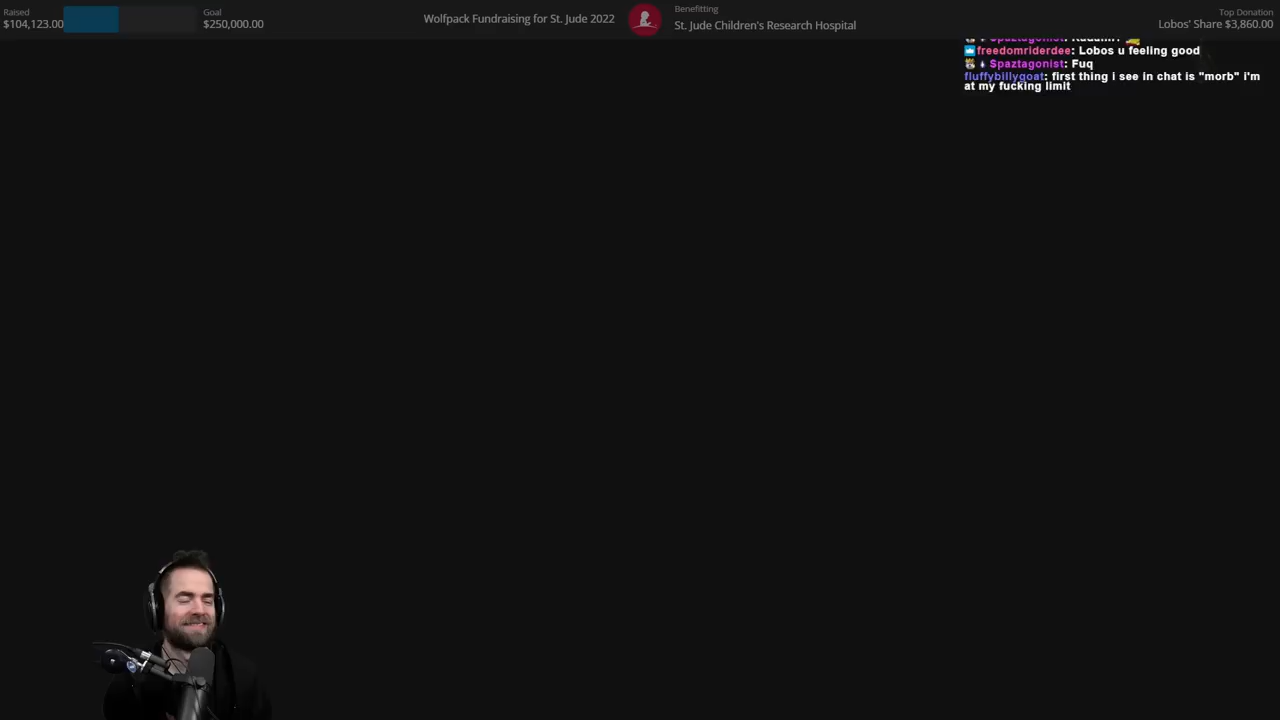 Raised
$104,123.00
Goal
$250,000.00
Wolfpack Fundraising for St. Jude 2022
Benefitting
St. Jude Children's Research Hospital
Top Donation
Lobos' Share $3,860.00
freedomriderdee: Lobos u feeling good
$paztagonist: Fuq
fluffybillygoat: first thing i see in chat is "morb" i'm
at my fucking limit